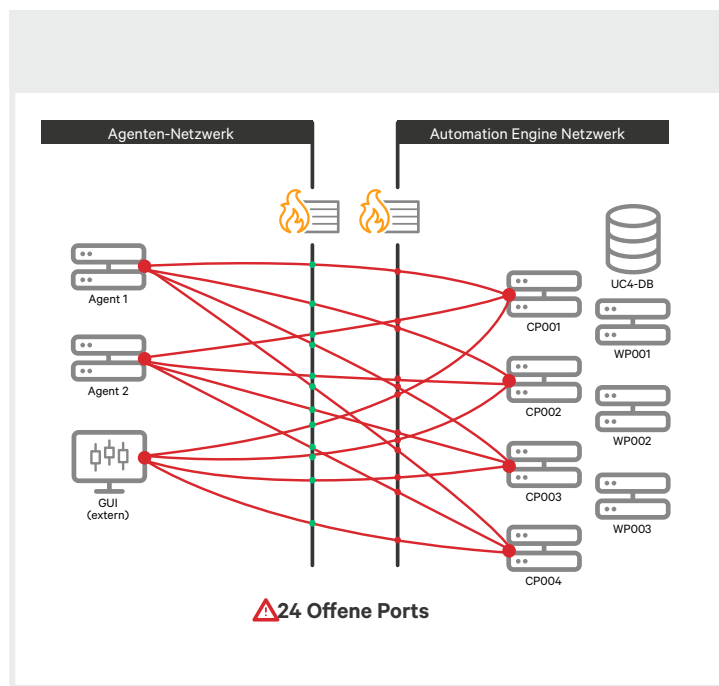 Agenten-Netzwerk
Automation Engine Netzwerk
Agent 1
Agent 2
GUI
(extern)
UC4-DB
CP001
WP001
CP002
WP002
CP003
WP003
CP004
24 Offene Ports